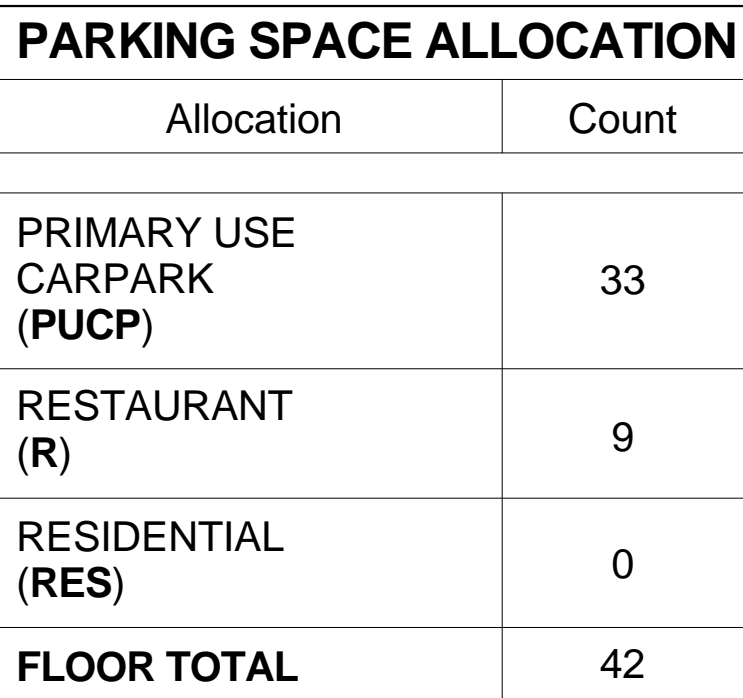 PARKING SPACE ALLOCATION
Allocation Count
PRIMARY USE
CARPARK
(PUCP)
33
RESTAURANT
(R)
9
RESIDENTIAL
(RES)
0
FLOOR TOTAL 42